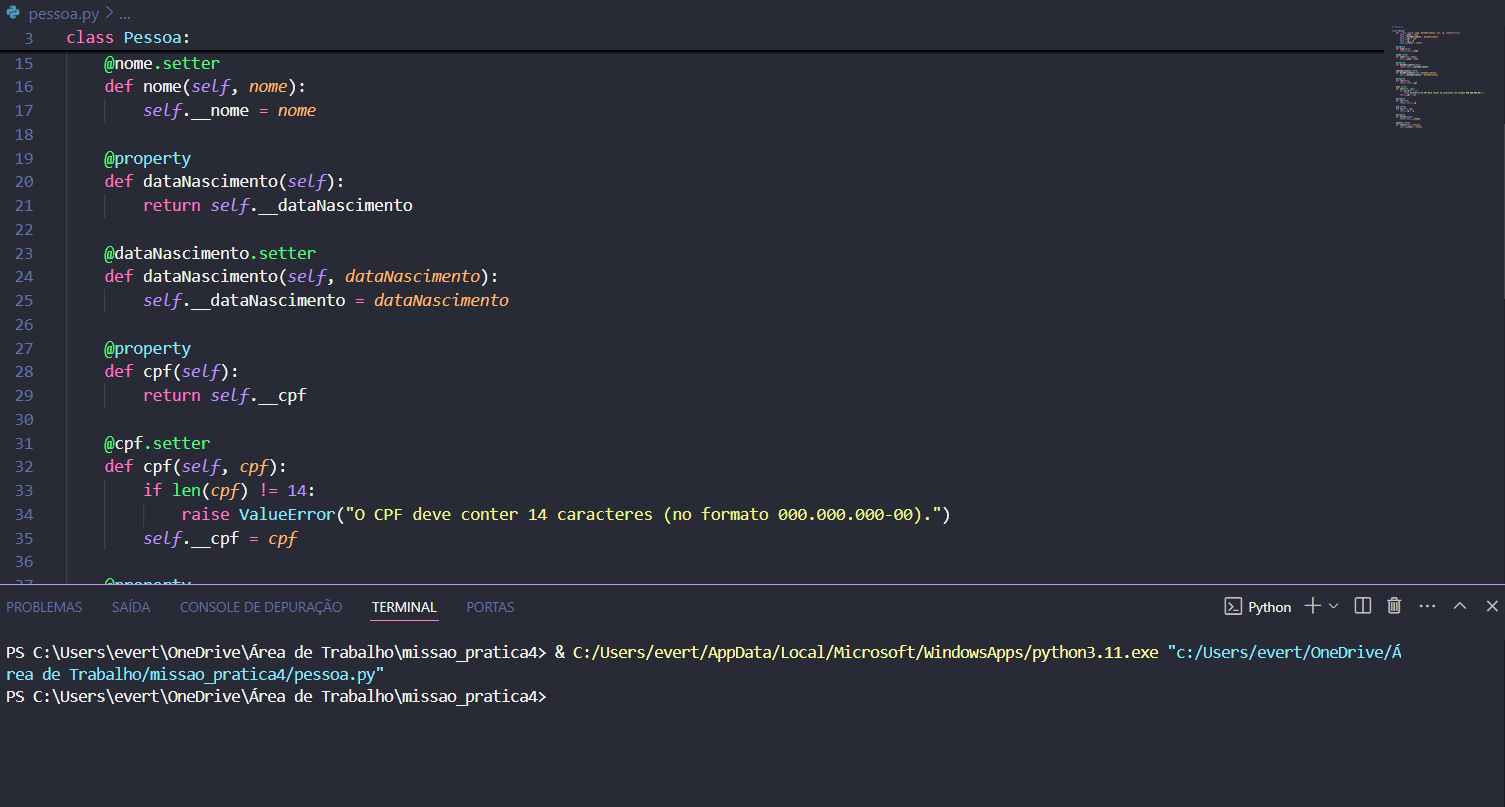 pescoa.py > ...
3 class Pessoa:
15 @nome.setter
16 def nome(self, nome):
17 self.__nome = nome
18
19 @property
20 def dataNascimento(self):
21 return self.__dataNascimento
22
23 @dataNascimento.setter
24 def dataNascimento(self, dataNascimento):
25 self.__dataNascimento = dataNascimento
26
27 @property
28 def cpf(self):
29 return self.__cpf
30
31 @cpf.setter
32 def cpf(self, cpf):
33 if len(cpf) != 14:
34 raise ValueError("O CPF deve conter 14 caracteres (no formato 000.000.000-00).")
35 self.__cpf = cpf
36
37 @property
PROBLEMAS SAÍDA CONSOLE DE DEPURAÇÃO TERMINAL PORTAS Python
PS C:\Users\evert\OneDrive\Área de Trabalho\missao_pratica4> & C:/Users/evert/AppData/Local/Microsoft/WindowsApps/python3.11.exe "c:/Users/evert/OneDrive/Á
rea de Trabalho/missao_pratica4/pessoa.py"
PS C:\Users\evert\OneDrive\Área de Trabalho\missao_pratica4>